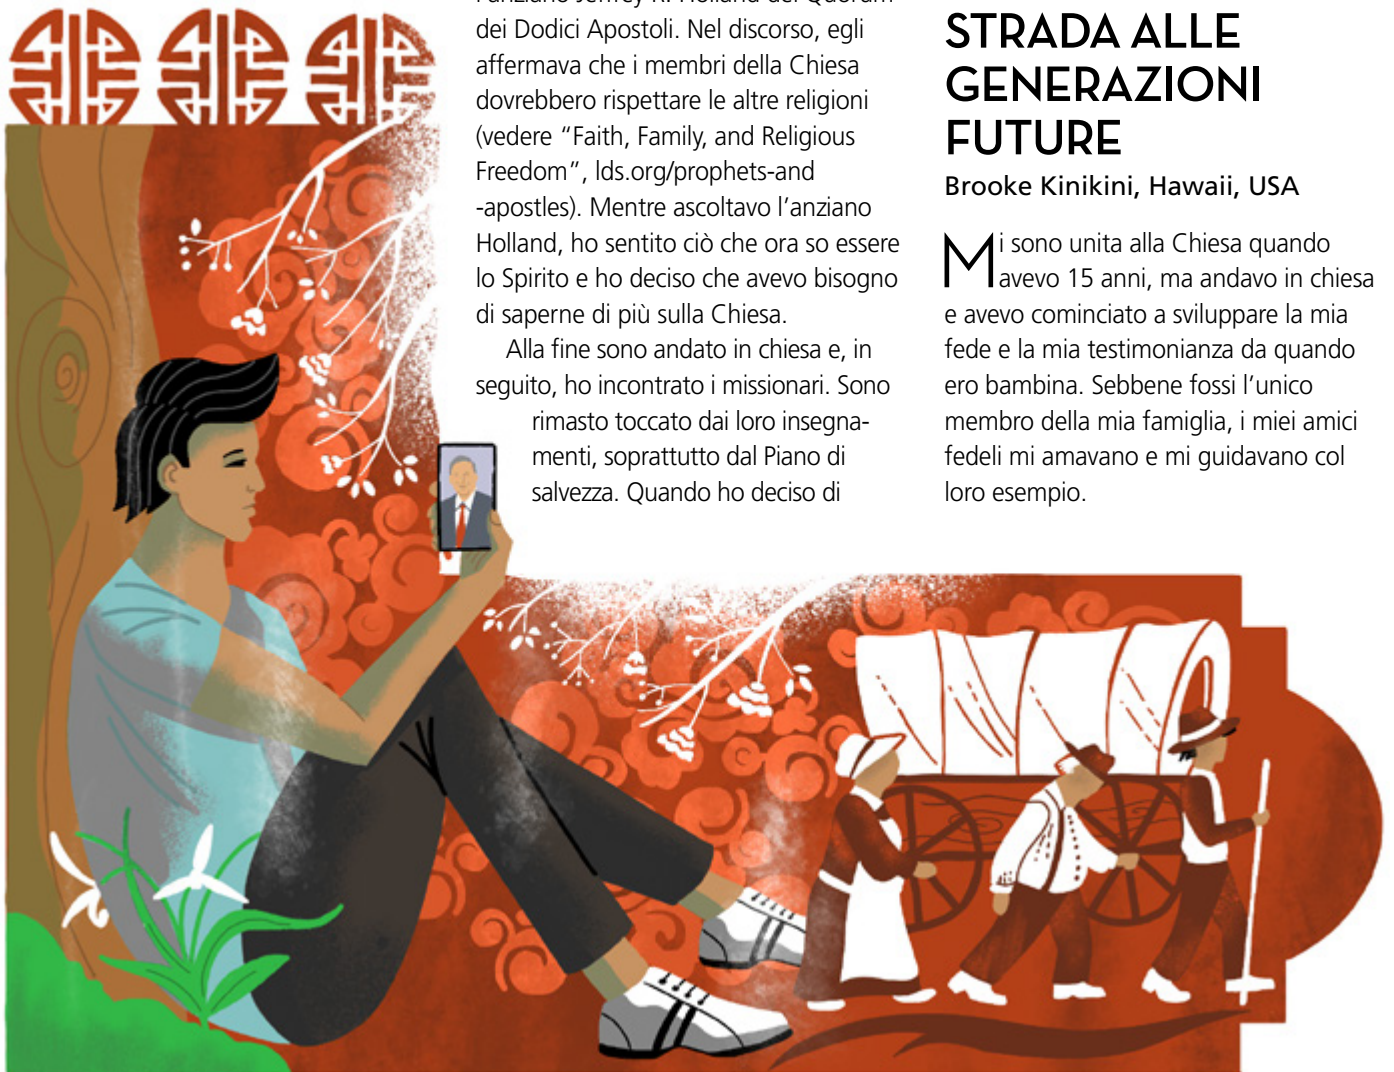 l'anziano Jeffrey R. Holland del Quorum
dei Dodici Apostoli. Nel discorso, egli
affermava che i membri della Chiesa
dovrebbero rispettare le altre religioni
(vedere “Faith, Family, and Religious
Freedom”, lds.org/prophets-and
-apostles). Mentre ascoltavo l’anziano
Holland, ho sentito ciò che ora so essere
lo Spirito e ho deciso che avevo bisogno
di saperne di più sulla Chiesa.
Alla fine sono andato in chiesa e, in
seguito, ho incontrato i missionari. Sono
rimasto toccato dai loro insegna-
menti, soprattutto dal Piano di
salvezza. Quando ho deciso di
STRADA ALLE
GENERAZIONI
FUTURE
Brooke Kinikini, Hawaii, USA
Mi sono unita alla Chiesa quando
avevo 15 anni, ma andavo in chiesa
e avevo cominciato a sviluppare la mia
fede e la mia testimonianza da quando
ero bambina. Sebbene fossi l’unico
membro della mia famiglia, i miei amici
fedeli mi amavano e mi guidavano col
loro esempio.